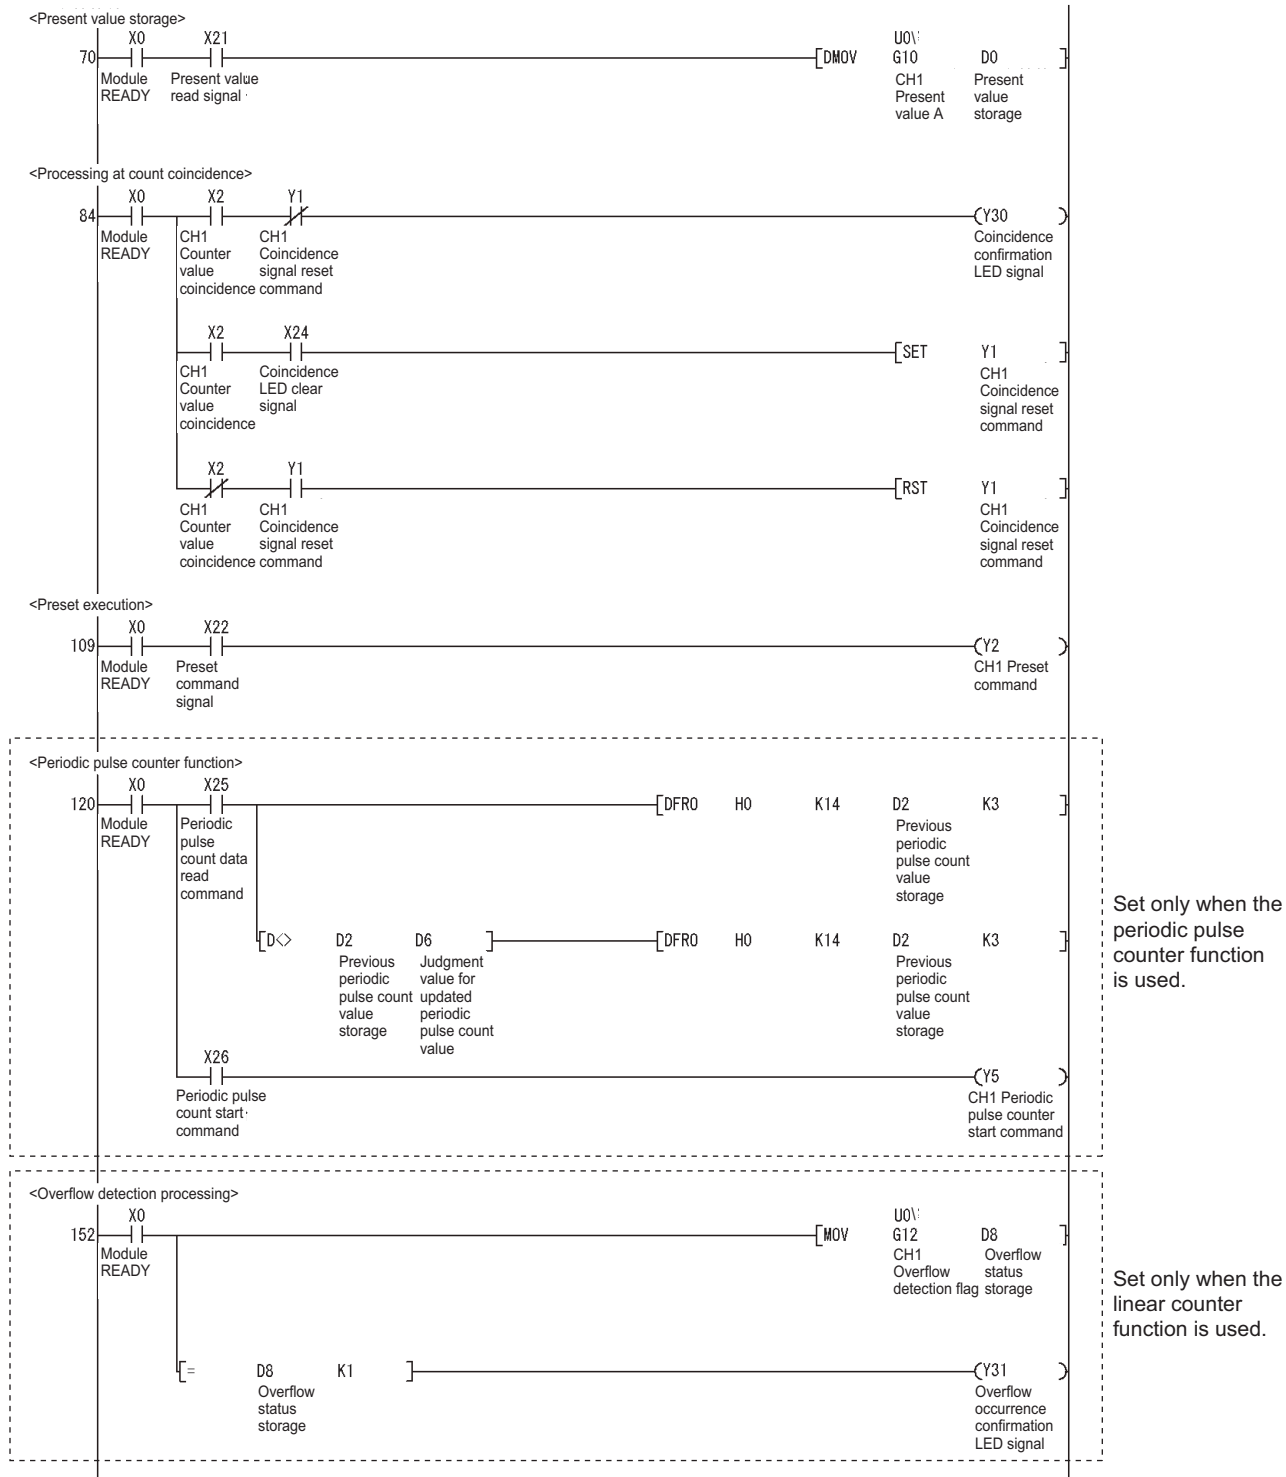 <Present value storage>
X0 X21 U0\
70 DMOV G10 D0
Module READY
Present value read signal
CH1 Present value A
Present value storage
<Processing at count coincidence>
X0 X2 Y1
84 Y30
Module READY
CH1 Counter value coincidence
CH1 Coincidence signal reset command
Coincidence confirmation LED signal
X2 X24
SET Y1
CH1 Counter value coincidence
Coincidence LED clear signal
CH1 Coincidence signal reset command
X2 Y1
RST Y1
CH1 Counter value coincidence
CH1 Coincidence signal reset command
CH1 Coincidence signal reset command
<Preset execution>
X0 X22
109 Y2
Module READY
Preset command signal
CH1 Preset command
<Periodic pulse counter function>
X0 X25
120 DFRO H0 K14 D2 K3
Module READY
Periodic pulse count data read command
Previous periodic pulse count value storage
D<> D2 D6 DFRO H0 K14 D2 K3
Previous periodic pulse count value storage
Judgment value for updated periodic pulse count value
Previous periodic pulse count value storage
X26
Y5
Periodic pulse count start command
CH1 Periodic pulse counter start command
Set only when the
periodic pulse
counter function
is used.
<Overflow detection processing>
X0 U0\
152 MOV G12 D8
Module READY
CH1 Overflow detection flag
Overflow status storage
= D8 K1 Y31
Overflow status storage
Overflow occurrence confirmation LED signal
Set only when the
linear counter
function is used.